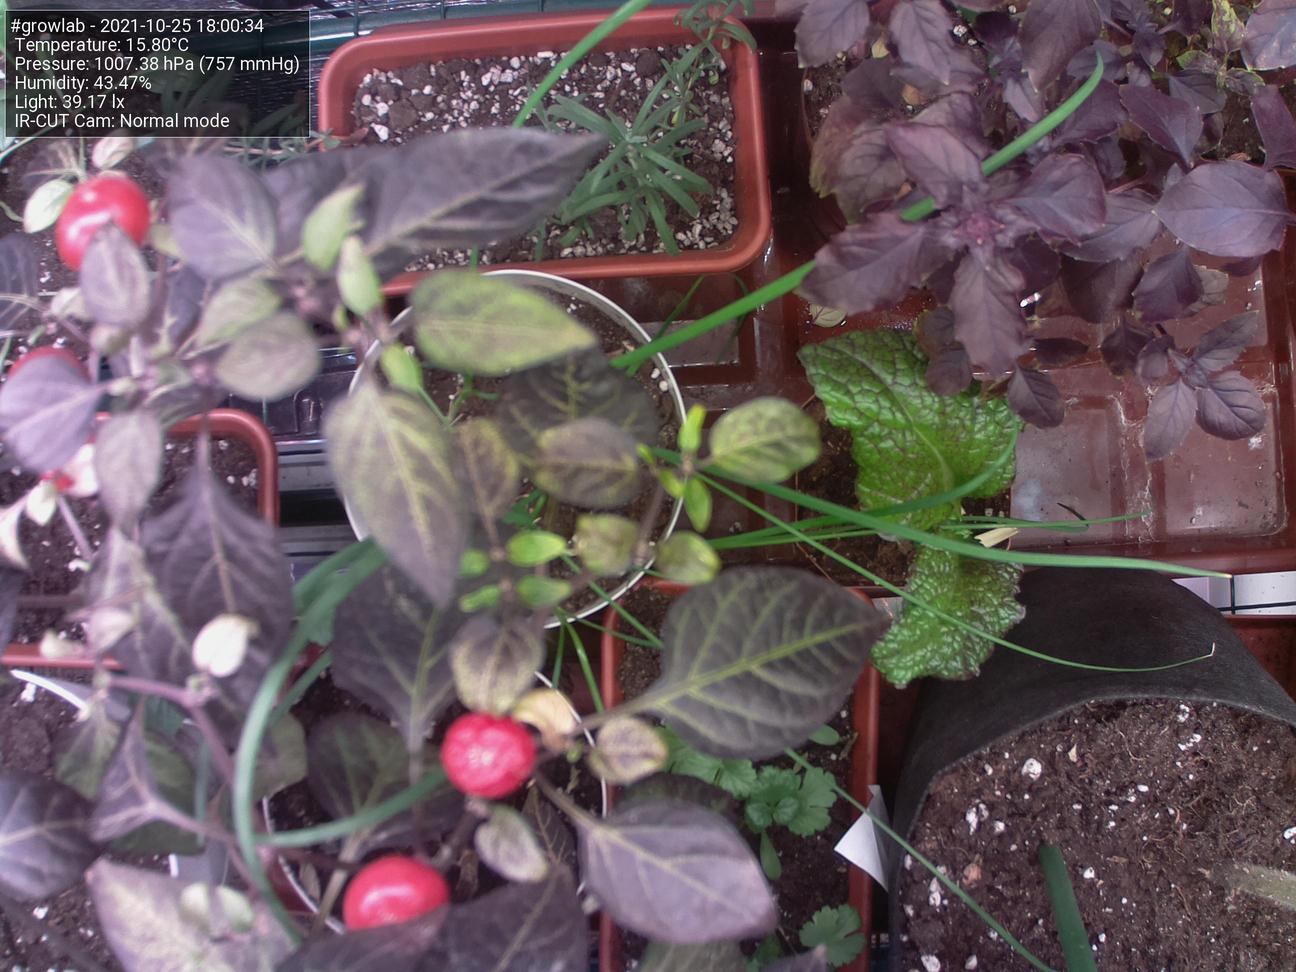 #growlab - 2021-10-25 18:00:34
Temperature: 15.80°C
Pressure: 1007.38 hPa (757 mmHg)
Humidity: 43.47%
Light: 39.17 lx
IR-CUT Cam: Normal mode